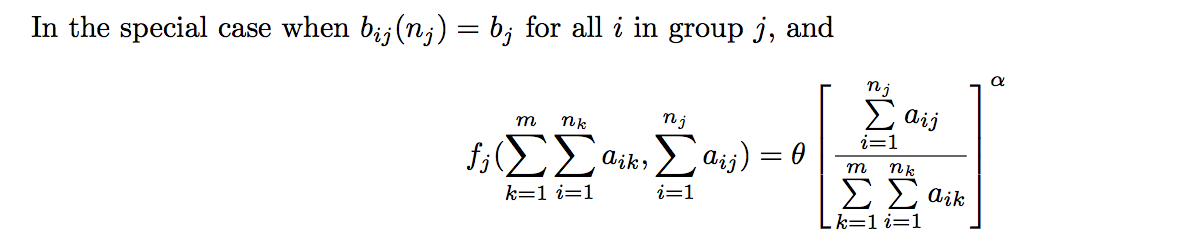 In the special case when $b_{ij}(n_j) = b_j$ for all $i$ in group $j$, and
$$f_j(\sum_{k=1}^{m} \sum_{i=1}^{n_k} a_{ik}, \sum_{i=1}^{n_j} a_{ij}) = \theta \left[ \frac{\sum_{i=1}^{n_j} a_{ij}}{\sum_{k=1}^{m} \sum_{i=1}^{n_k} a_{ik}} \right]^{\alpha}$$